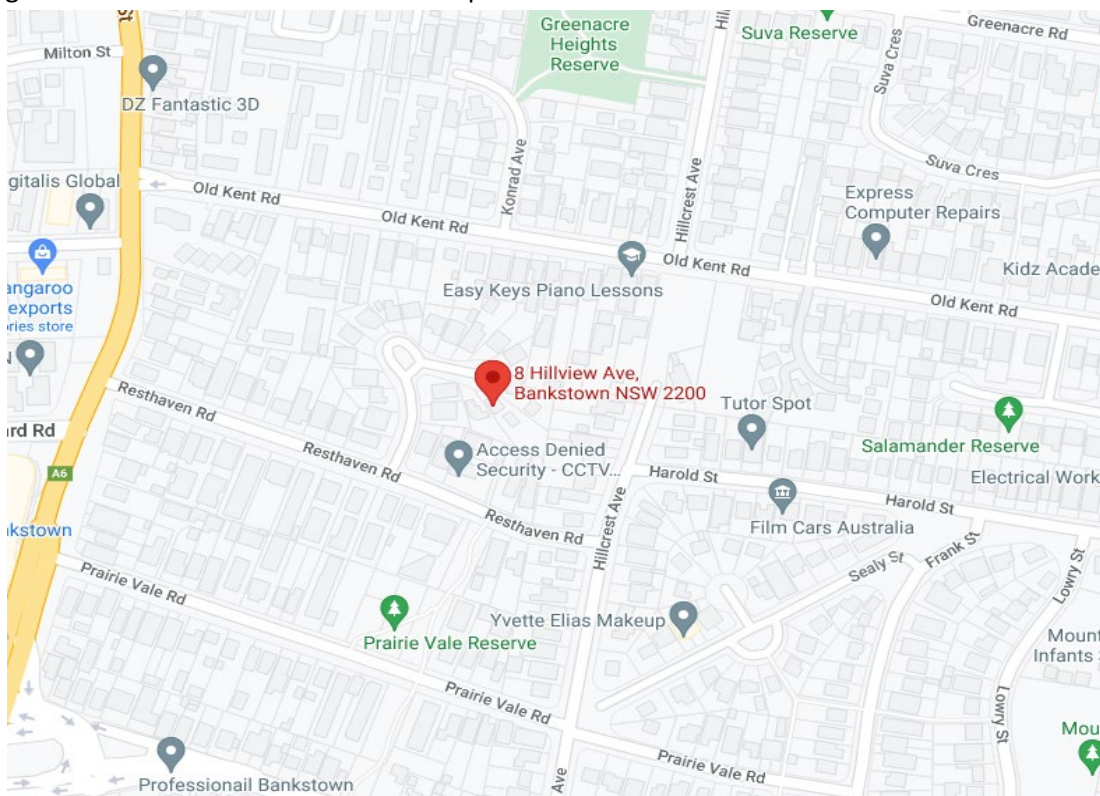 St
Milton St
DZ Fantastic 3D
Greenacre
Heights
Reserve
Suva Reserve
Greenacre Rd
Suva Cres
gitalis Global
Old Kent Rd
Konrad Ave
Hillcrest Ave
Suva Cres
Express
Computer Repairs
Old Kent Rd
Old Kent Rd
Kidz Acade
angaroo
exports
ories store
Easy Keys Piano Lessons
Old Kent Rd
N
8 Hillview Ave,
Bankstown NSW 2200
Resthaven Rd
Tutor Spot
ard Rd
Salamander Reserve
Access Denied
Security - CCTV...
Resthaven Rd
A6
Harold St
Electrical Work
Harold St
Film Cars Australia
nkstown
Resthaven Rd
Hillcrest Ave
Sealy St
Frank St
Lowry St
Prairie Vale Rd
Yvette Elias Makeup
Prairie Vale Reserve
Mount
Infants
Prairie Vale Rd
Lowry St
Mou
Prairie Vale Rd
Professionail Bankstown
Ave